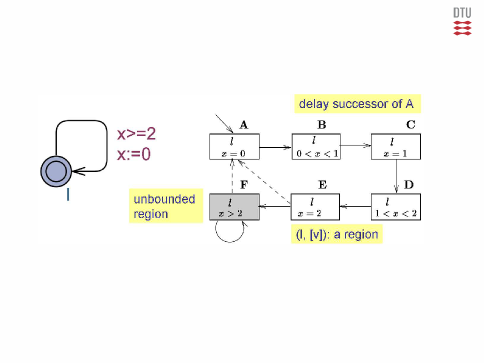 DTU
delay successor of A
A
B
C
l
x = 0
l
0 < x < 1
l
x = 1
x>=2
x:=0
l
unbounded
region
F
E
D
l
x > 2
l
x = 2
l
1 < x < 2
(l, [v]): a region